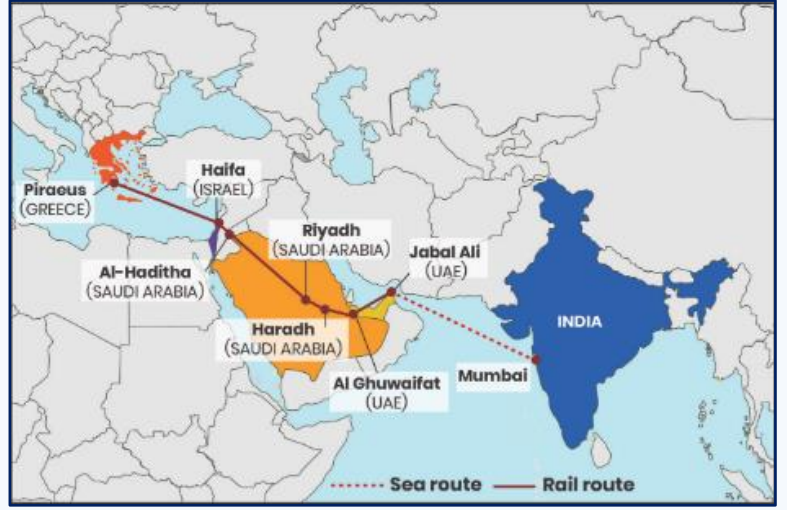 Haifa
(ISRAEL)
Piraeus
(GREECE)
Riyadh
(SAUDI ARABIA)
Jabal Ali
(UAE)
Al-Haditha
(SAUDI ARABIA)
Haradh
(SAUDI ARABIA)
INDIA
Al Ghuwaifat
(UAE)
Mumbai
Sea route
Rail route